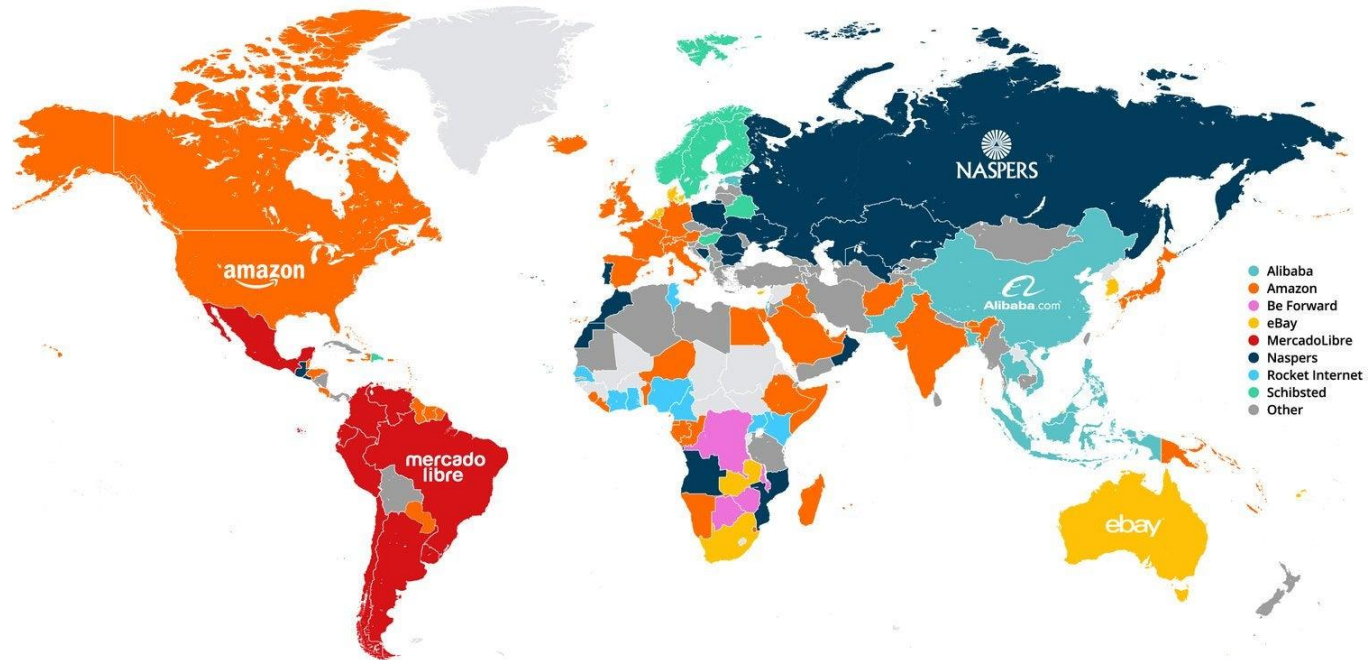 NASPERS
amazon
Alibaba.com
mercado
libre
ebay
Alibaba
Amazon
Be Forward
eBay
MercadoLibre
Naspers
Rocket Internet
Schibsted
Other